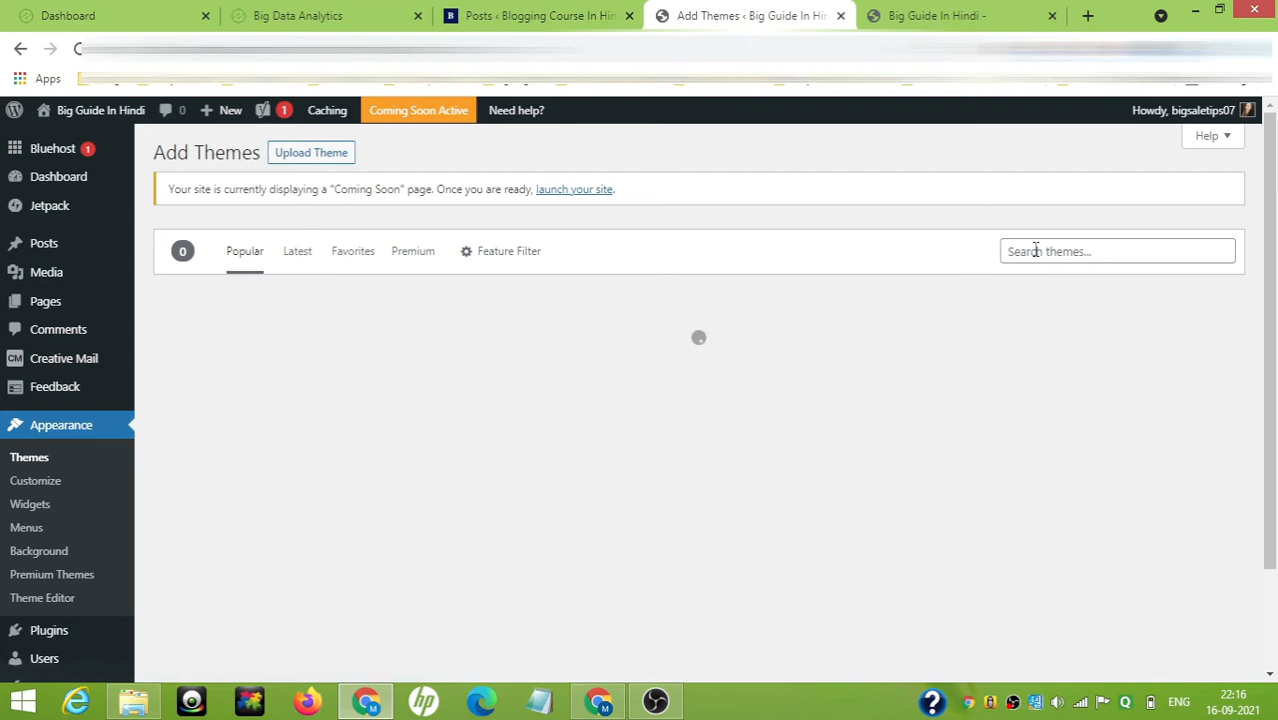 Dashboard
Big Data Analytics
Posts ‹ Blogging Course In Hin
Add Themes ‹ Big Guide In Hin
Big Guide In Hindi -
Apps
Big Guide In Hindi
0
New
1
Caching
Coming Soon Active
Need help?
Howdy, bigsaletips07
Bluehost 1
Dashboard
Jetpack
Posts
Media
Pages
Comments
CM Creative Mail
Feedback
Appearance
Themes
Customize
Widgets
Menus
Background
Premium Themes
Theme Editor
Plugins
Users
Help
Add Themes
Upload Theme
Your site is currently displaying a "Coming Soon" page. Once you are ready, launch your site.
0
Popular
Latest
Favorites
Premium
Feature Filter
Search themes...
ENG
22:16
16-09-2021